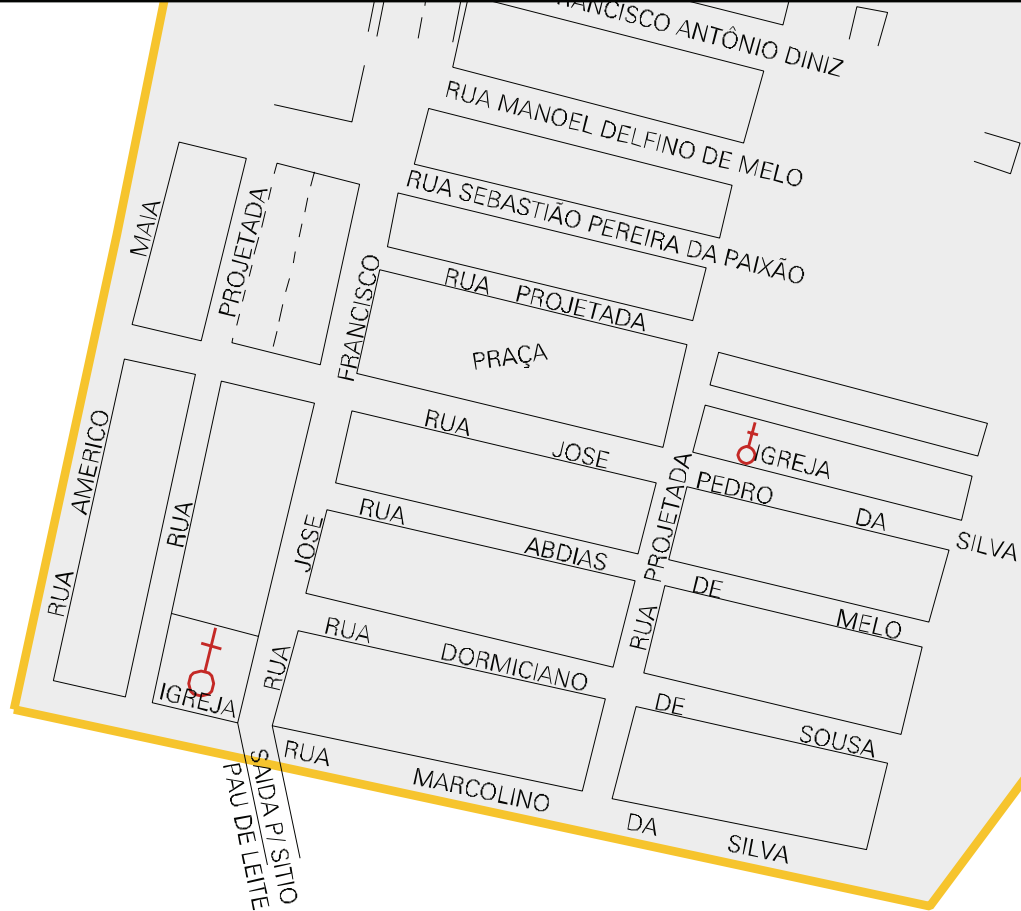 FRANCISCO ANTÔNIO DINIZ
RUA MANOEL DELFINO DE MELO
RUA SEBASTIÃO PEREIRA DA PAIXÃO
RUA PROJETADA
PRAÇA
RUA AMERICO MAIA
RUA PROJETADA
RUA JOSE FRANCISCO
IGREJA
RUA JOSE PEDRO DA SILVA
RUA ABDIAS DE MELO
RUA PROJETADA
RUA DORMICIANO DE SOUSA
IGREJA
RUA MARCOLINO DA SILVA
SAIDA P/ SITIO
PAU DE LEITE